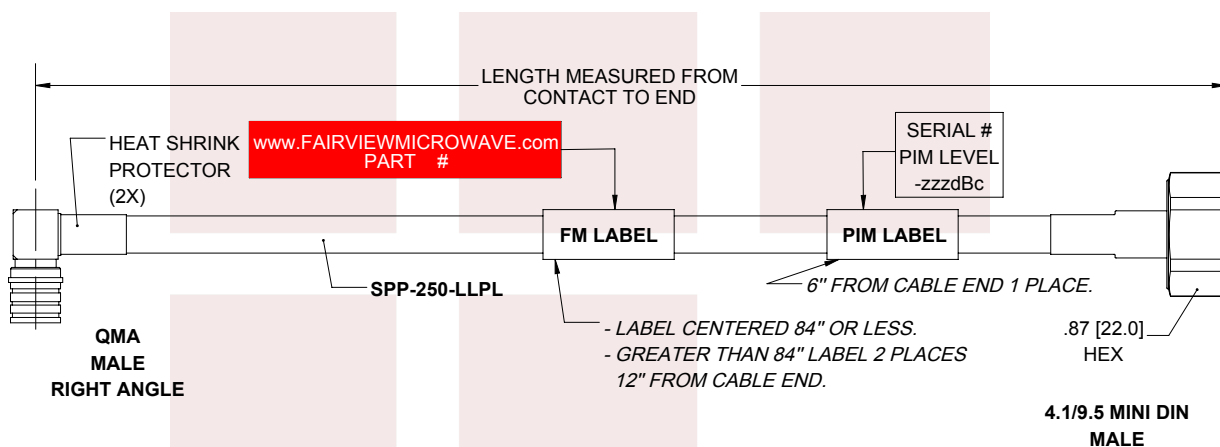 LENGTH MEASURED FROM
CONTACT TO END
HEAT SHRINK
PROTECTOR
(2X)
www.FAIRVIEWMICROWAVE.com
PART #
SERIAL #
PIM LEVEL
-zzzdBc
FM LABEL
PIM LABEL
SPP-250-LLPL
6" FROM CABLE END 1 PLACE.
- LABEL CENTERED 84" OR LESS.
- GREATER THAN 84" LABEL 2 PLACES
12" FROM CABLE END.
.87 [22.0]
HEX
QMA
MALE
RIGHT ANGLE
4.1/9.5 MINI DIN
MALE